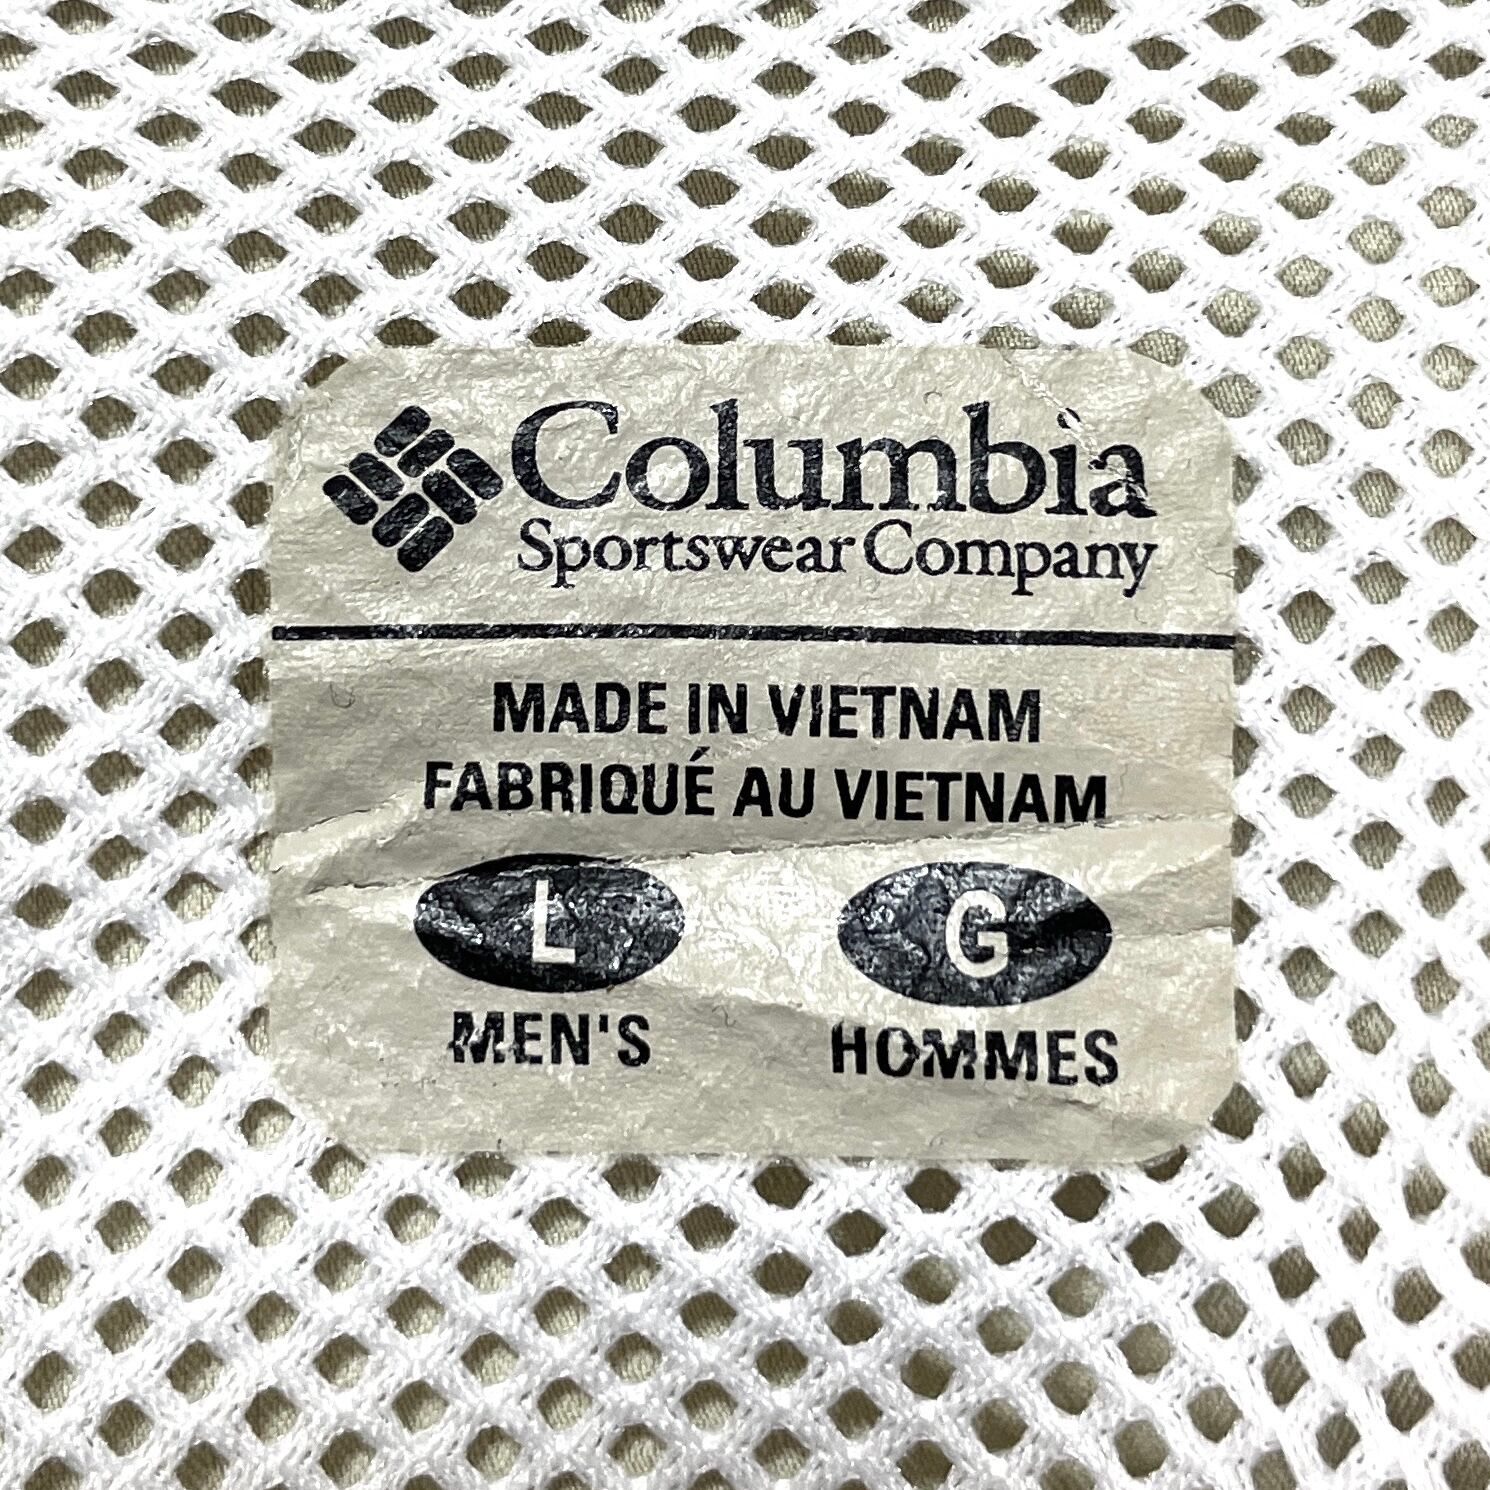 Columbia
Sportswear Company
MADE IN VIETNAM
FABRIQUÉ AU VIETNAM
L G
MEN'S HOMMES